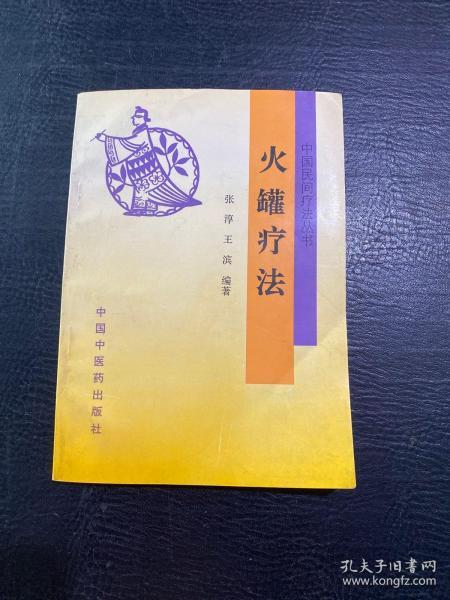 中国民间疗法丛书
火罐疗法
张淳 王滨 编著
中国中医药出版社
孔夫子旧书网
www.kongfz.com